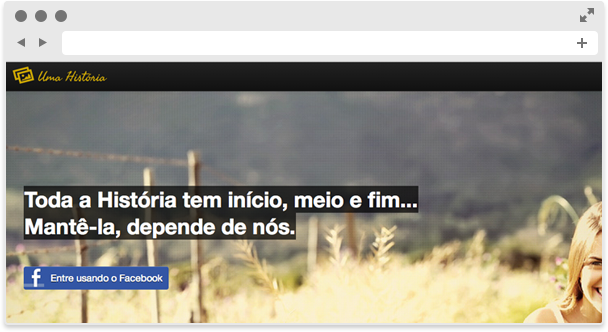 Uma História
Toda a História tem início, meio e fim...
Mantê-la, depende de nós.
f Entre usando o Facebook